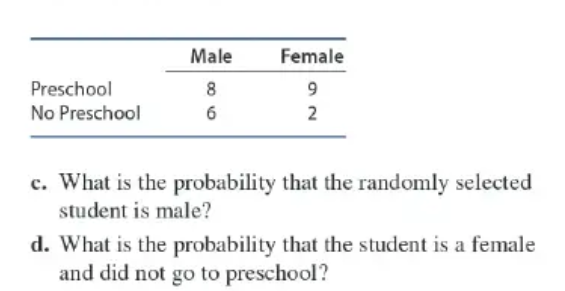 Male Female
Preschool 8 9
No Preschool 6 2
c. What is the probability that the randomly selected
student is male?
d. What is the probability that the student is a female
and did not go to preschool?